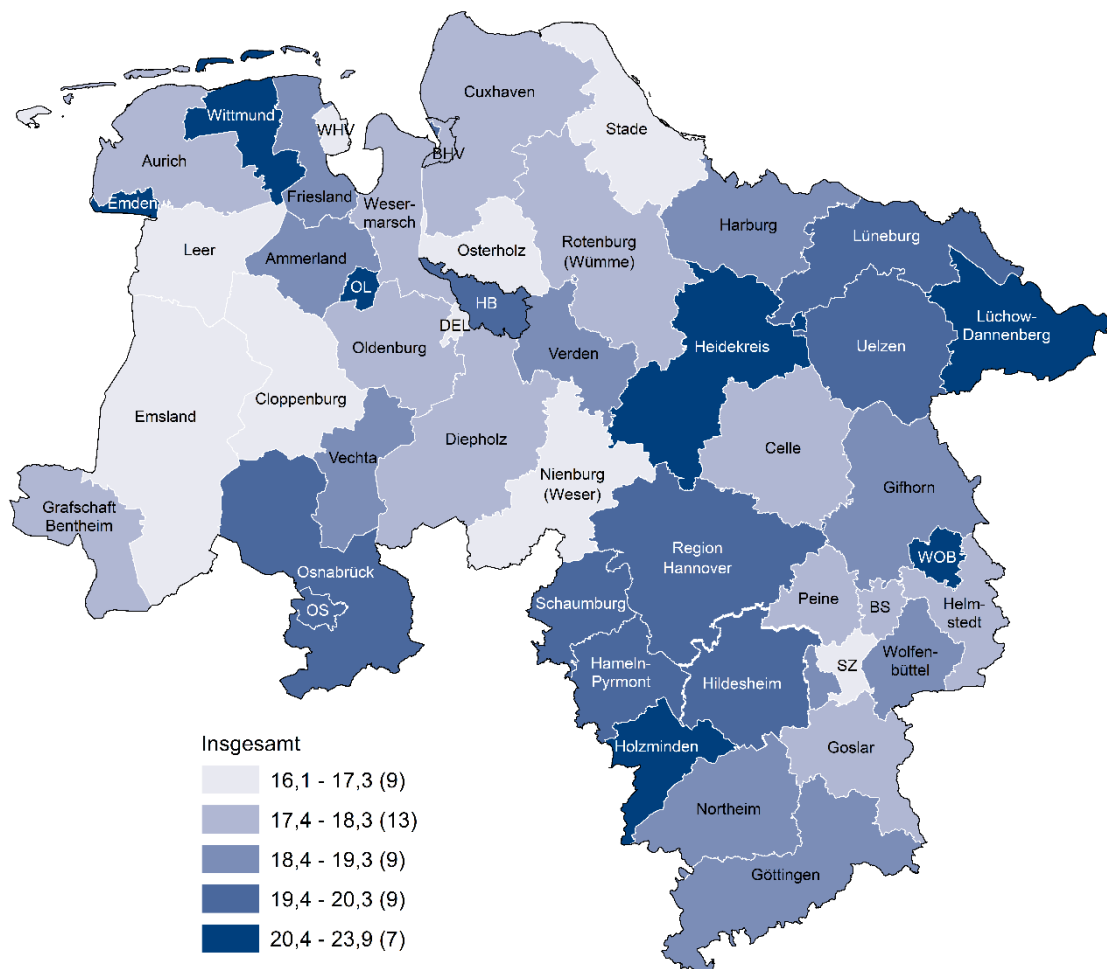 Cuxhaven
Wittmund
WHV
Stade
BHV
Aurich
Emden
Friesland
Weser-
marsch
Harburg
Lüneburg
Leer
Osterholz
Rotenburg
(Wümme)
Ammerland
OL
HB
DEL
Lüchow-
Dannenberg
Oldenburg
Verden
Heidekreis
Uelzen
Emsland
Cloppenburg
Diepholz
Vechta
Celle
Nienburg
(Weser)
Gifhorn
Grafschaft
Bentheim
Region
Hannover
WOB
Osnabrück
OS
Schaumburg
Peine
BS
Helm-
stedt
Hameln-
Pyrmont
Hildesheim
SZ
Wolfen-
büttel
Holzminden
Goslar
Northeim
Göttingen
Insgesamt
16,1 - 17,3 (9)
17,4 - 18,3 (13)
18,4 - 19,3 (9)
19,4 - 20,3 (9)
20,4 - 23,9 (7)